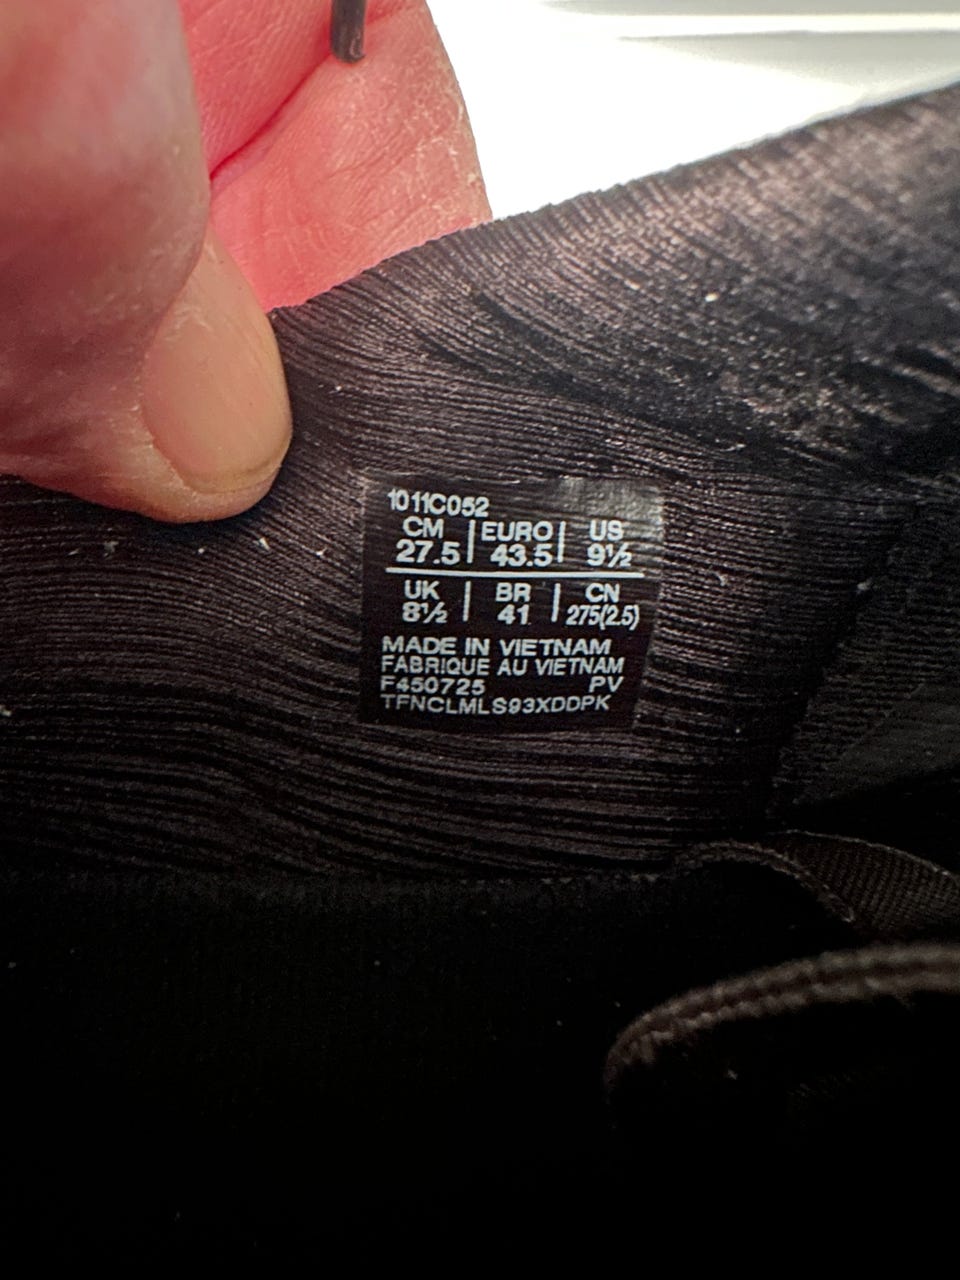 1011C052
CM | EURO | US
27.5 | 43.5 | 9½
UK | BR | CN
8½ | 41 | 275(2.5)
MADE IN VIETNAM
FABRIQUE AU VIETNAM
F450725 PV
TFNCLMLS93XDDPK